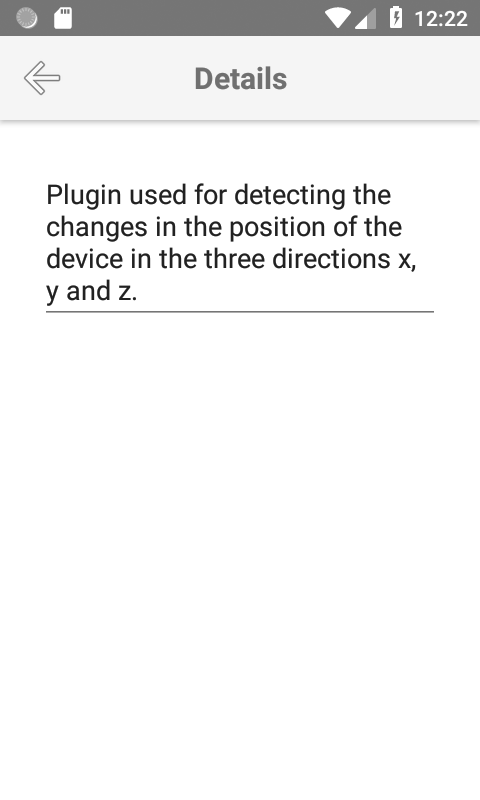 12:22
Details
Plugin used for detecting the
changes in the position of the
device in the three directions x,
y and z.